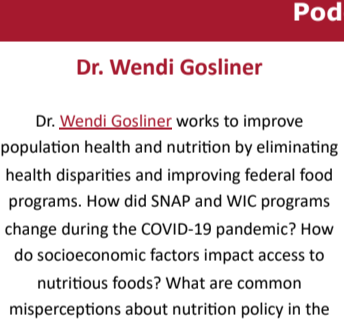 Pod
Dr. Wendi Gosliner
Dr. Wendi Gosliner works to improve
population health and nutrition by eliminating
health disparities and improving federal food
programs. How did SNAP and WIC programs
change during the COVID-19 pandemic? How
do socioeconomic factors impact access to
nutritious foods? What are common
misperceptions about nutrition policy in the